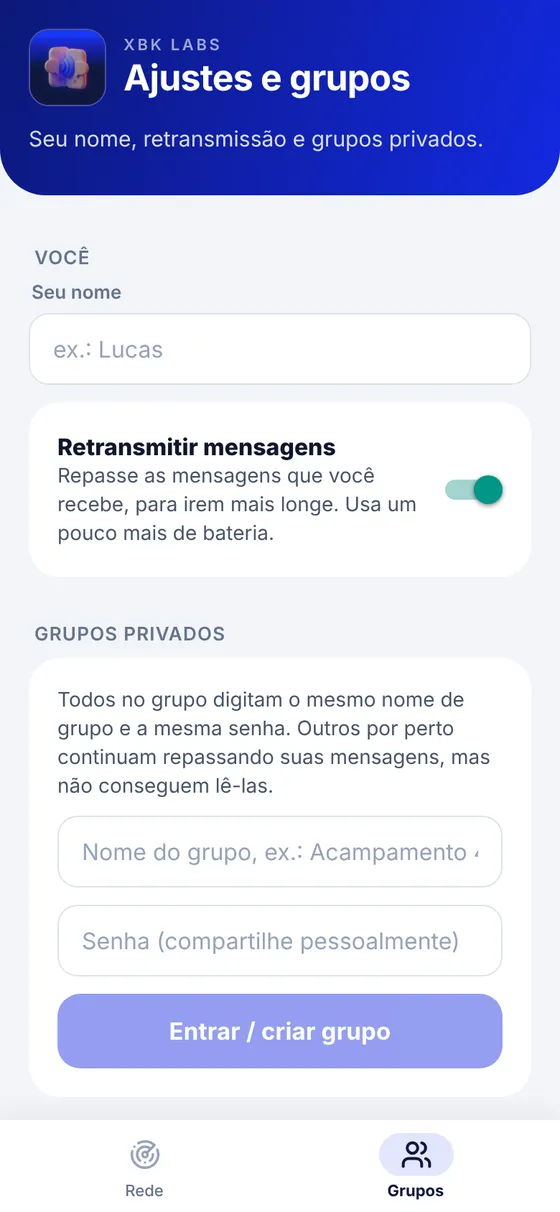 XBK LABS
Ajustes e grupos
Seu nome, retransmissão e grupos privados.
VOCÊ
Seu nome
ex.: Lucas
Retransmitir mensagens
Repasse as mensagens que você
recebe, para irem mais longe. Usa um
pouco mais de bateria.
GRUPOS PRIVADOS
Todos no grupo digitam o mesmo nome de
grupo e a mesma senha. Outros por perto
continuam repassando suas mensagens, mas
não conseguem lê-las.
Nome do grupo, ex.: Acampamento
Senha (compartilhe pessoalmente)
Entrar / criar grupo
Rede
Grupos